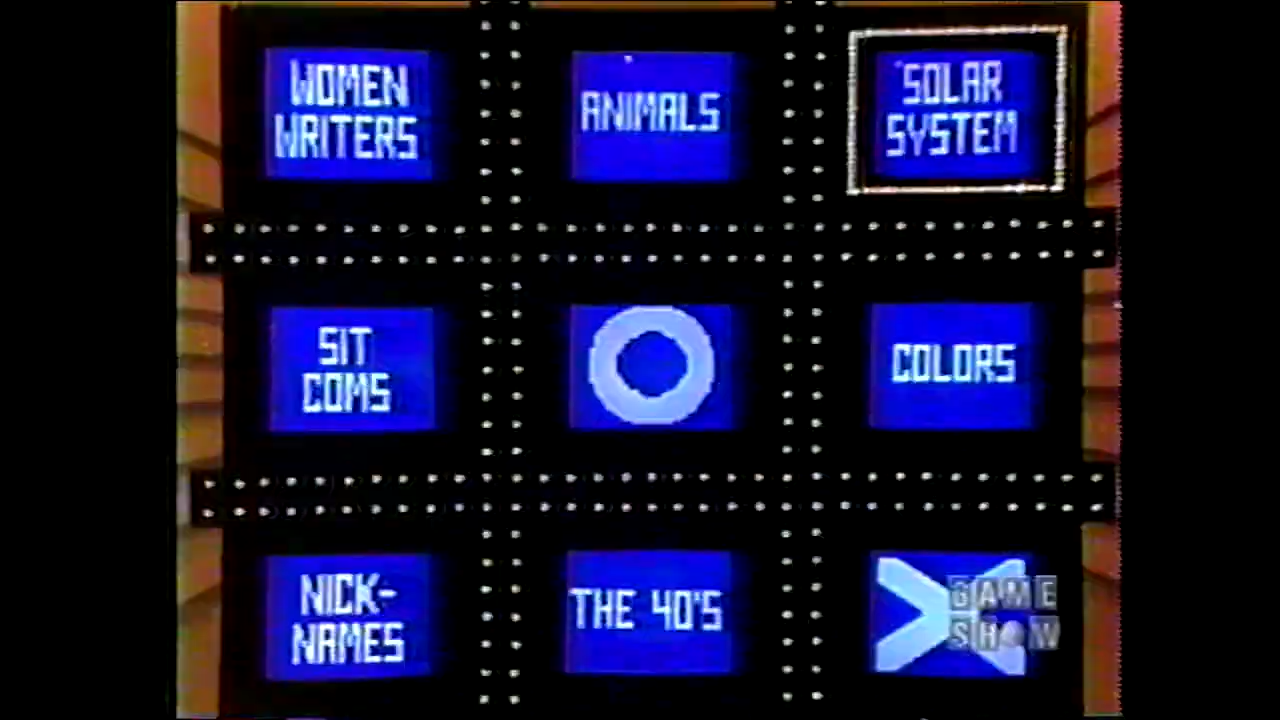 WOMEN
WRITERS
ANIMALS
SOLAR
SYSTEM
SIT
COMS
O
COLORS
NICK-
NAMES
THE 40'S
X
GAME
SHOW